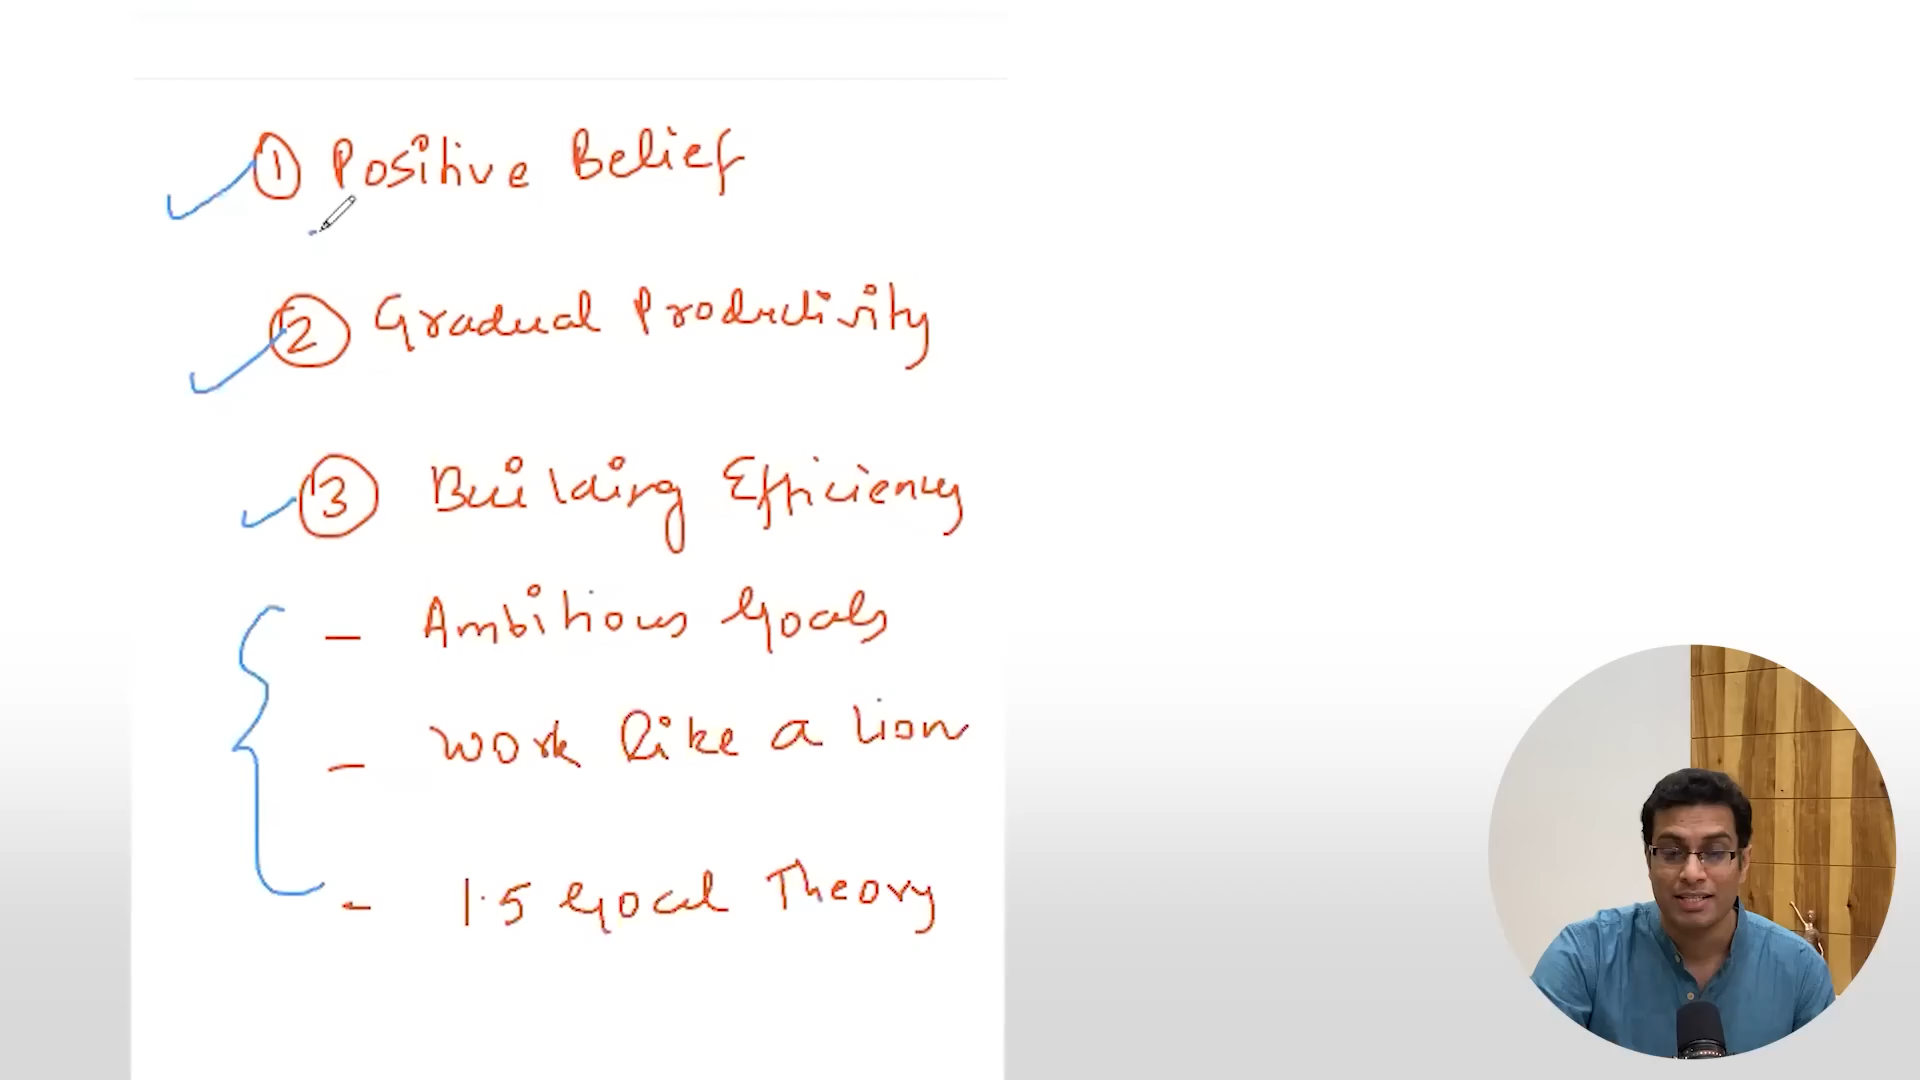 1 Positive Belief
2 Gradual Productivity
3 Building Efficiency
- Ambitious Goals
- Work like a lion
- 1.5 Goal Theory